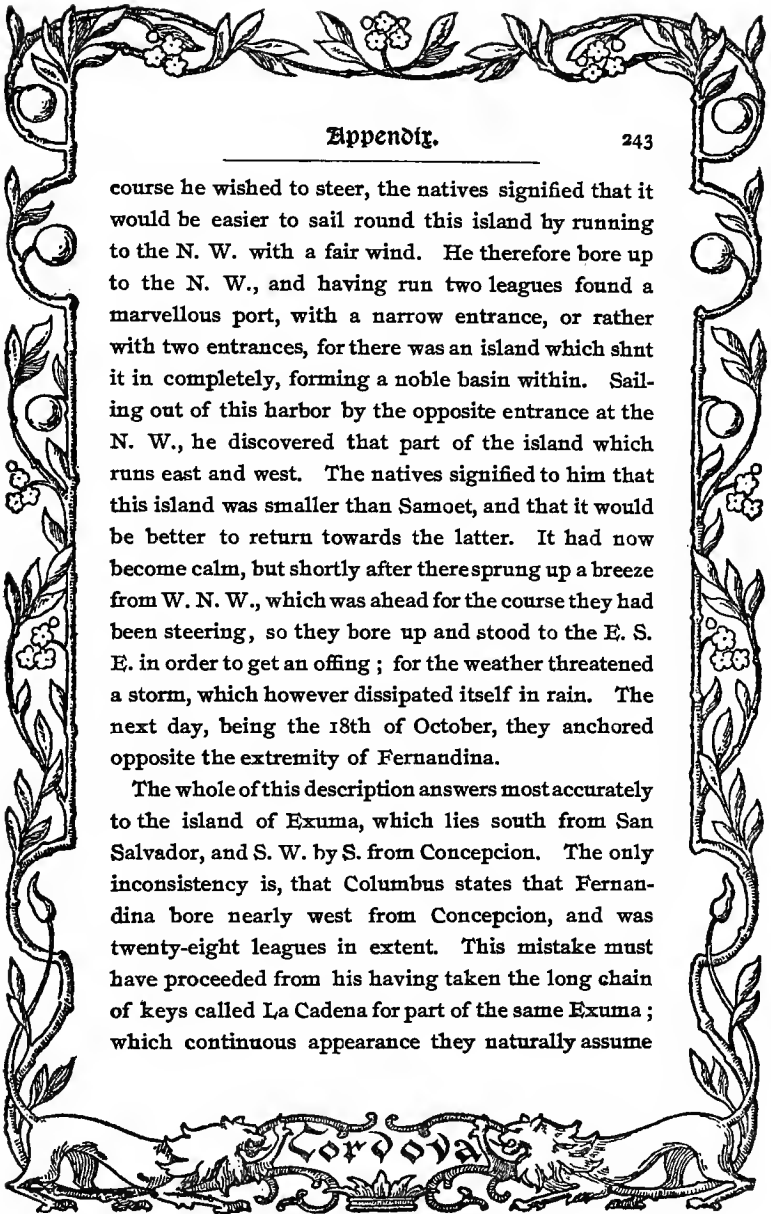 Appendix. 243
course he wished to steer, the natives signified that it
would be easier to sail round this island by running
to the N. W. with a fair wind. He therefore bore up
to the N. W., and having run two leagues found a
marvellous port, with a narrow entrance, or rather
with two entrances, for there was an island which shut
it in completely, forming a noble basin within. Sail-
ing out of this harbor by the opposite entrance at the
N. W., he discovered that part of the island which
runs east and west. The natives signified to him that
this island was smaller than Samoet, and that it would
be better to return towards the latter. It had now
become calm, but shortly after there sprung up a breeze
from W. N. W., which was ahead for the course they had
been steering, so they bore up and stood to the E. S.
E. in order to get an offing ; for the weather threatened
a storm, which however dissipated itself in rain. The
next day, being the 18th of October, they anchored
opposite the extremity of Fernandina.
The whole of this description answers most accurately
to the island of Exuma, which lies south from San
Salvador, and S. W. by S. from Concepcion. The only
inconsistency is, that Columbus states that Fernan-
dina bore nearly west from Concepcion, and was
twenty-eight leagues in extent. This mistake must
have proceeded from his having taken the long chain
of keys called La Cadena for part of the same Exuma ;
which continuous appearance they naturally assume
Cordova